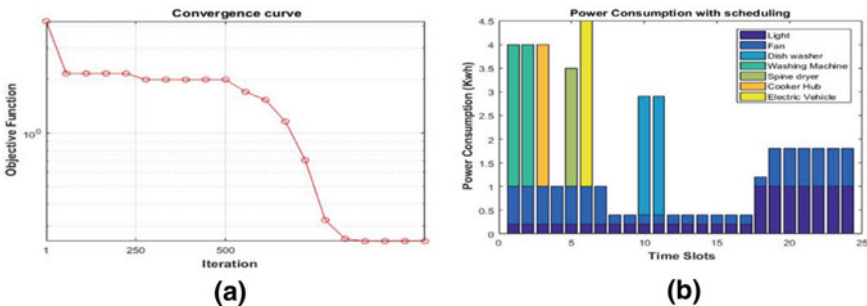 Convergence curve
Objective Function
10⁰
1
250
500
Iteration
(a)
Power Consumption with scheduling
Power Consumption (Kwh)
4.5
4
3.5
3
2.5
2
1.5
1
0.5
0
0
5
10
15
20
25
Time Slots
Light
Fan
Dish washer
Washing Machine
Spine dryer
Cooker Hub
Electric Vehicle
(b)